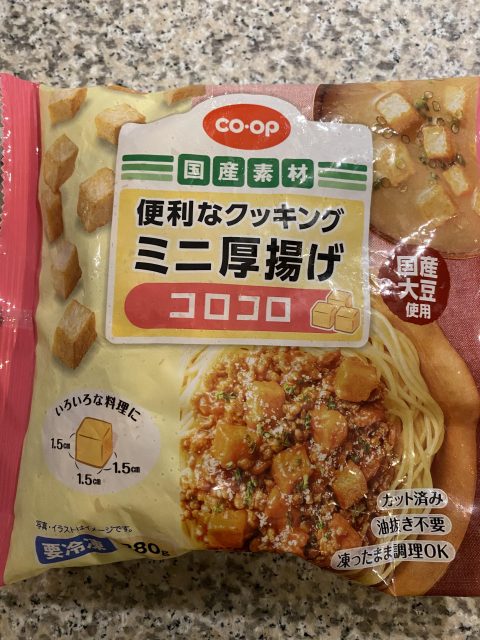 CO·OP
国産素材
便利なクッキング
ミニ厚揚げ
コロコロ
国産
大豆
使用
いろいろな料理に
1.5cm
1.5cm
1.5cm
カット済み
油抜き不要
凍ったまま調理OK
写真・イラストはイメージです。
要冷凍